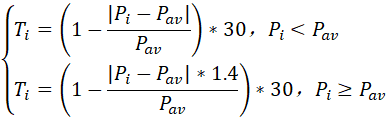 T_i = (1 − |P_i − P_av| / P_av) * 30，P_i < P_av
T_i = (1 − |P_i − P_av| * 1.4 / P_av) * 30，P_i ≥ P_av